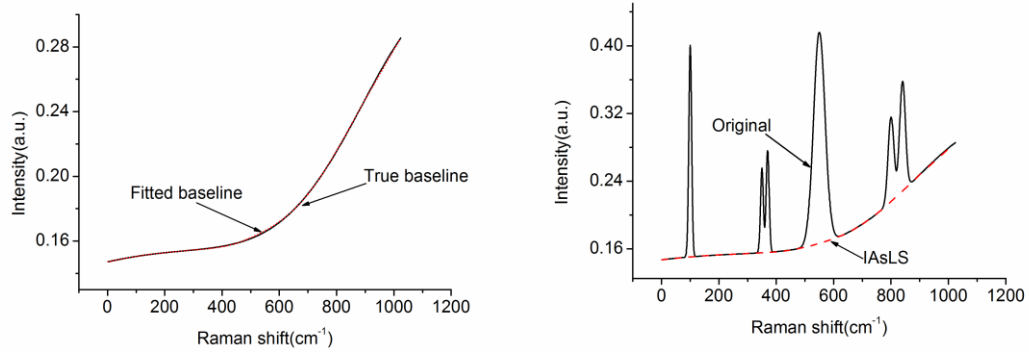 0.28
0.24
0.20
0.16
Intensity(a.u.)
Fitted baseline
True baseline
0 200 400 600 800 1000 1200
Raman shift(cm⁻¹)
0.40
0.32
0.24
0.16
Intensity(a.u.)
Original
IAsLS
0 200 400 600 800 1000 1200
Raman shift(cm⁻¹)